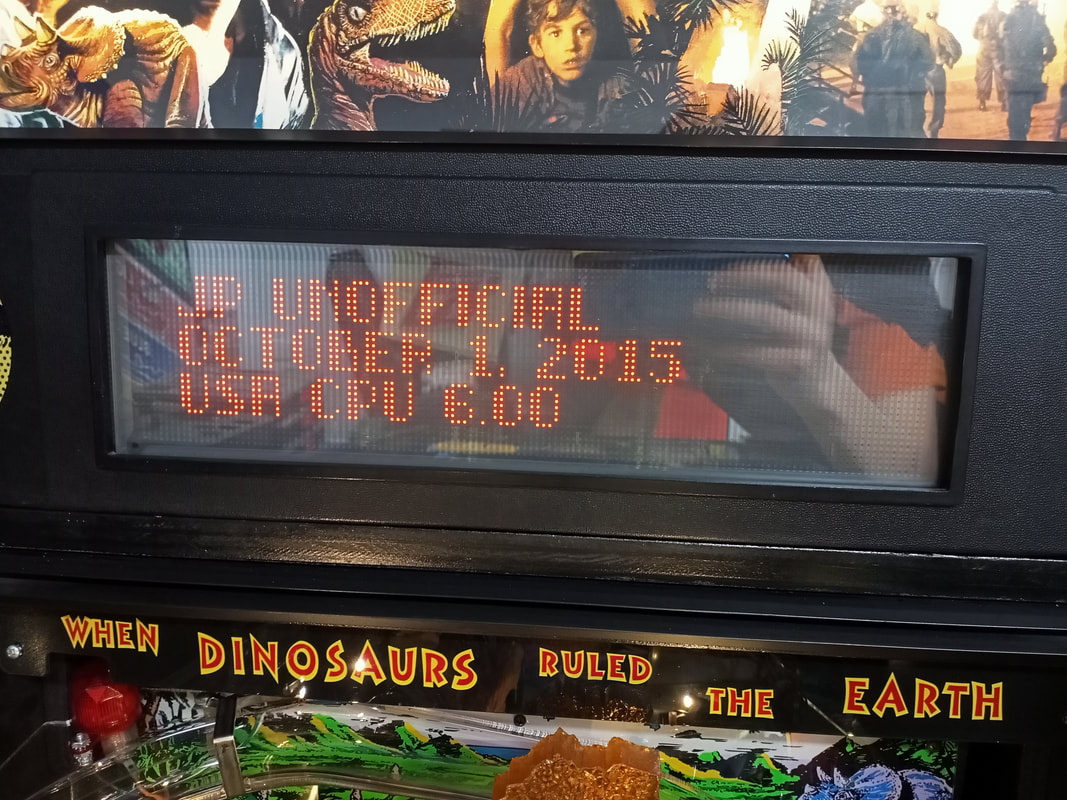 JP UNOFFICIAL
OCTOBER 1, 2015
USA CPU 6.00
WHEN DINOSAURS RULED THE EARTH